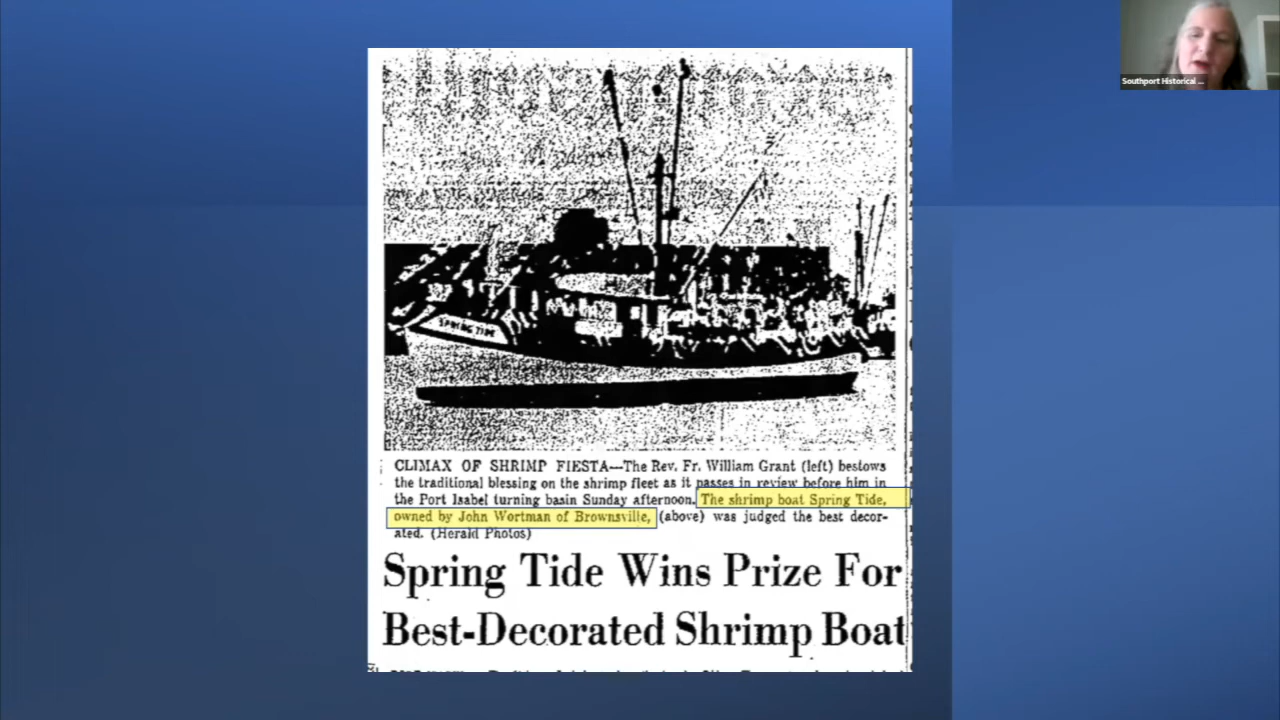 Southport Historical ...
SPRING TIDE
CLIMAX OF SHRIMP FIESTA—The Rev. Fr. William Grant (left) bestows
the traditional blessing on the shrimp fleet as it passes in review before him in
the Port Isabel turning basin Sunday afternoon. The shrimp boat Spring Tide,
owned by John Wortman of Brownsville, (above) was judged the best decor-
ated. (Herald Photos)
Spring Tide Wins Prize For
Best-Decorated Shrimp Boat